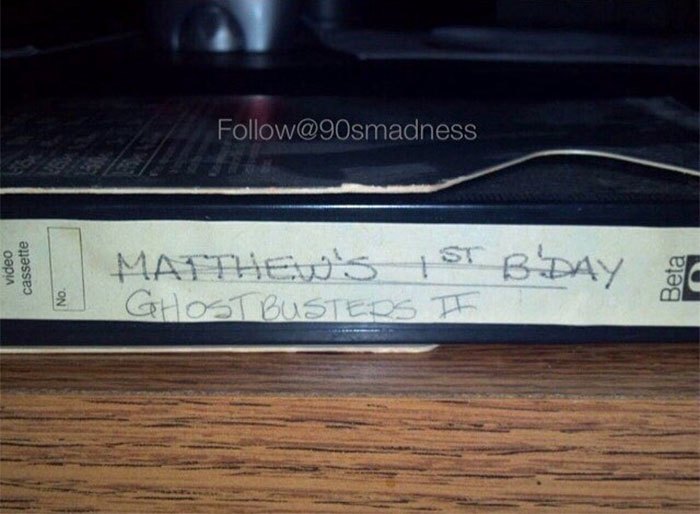 Follow@90smadness
video
cassette
No.
MATTHEW'S 1ST B'DAY
GHOSTBUSTERS II
Beta